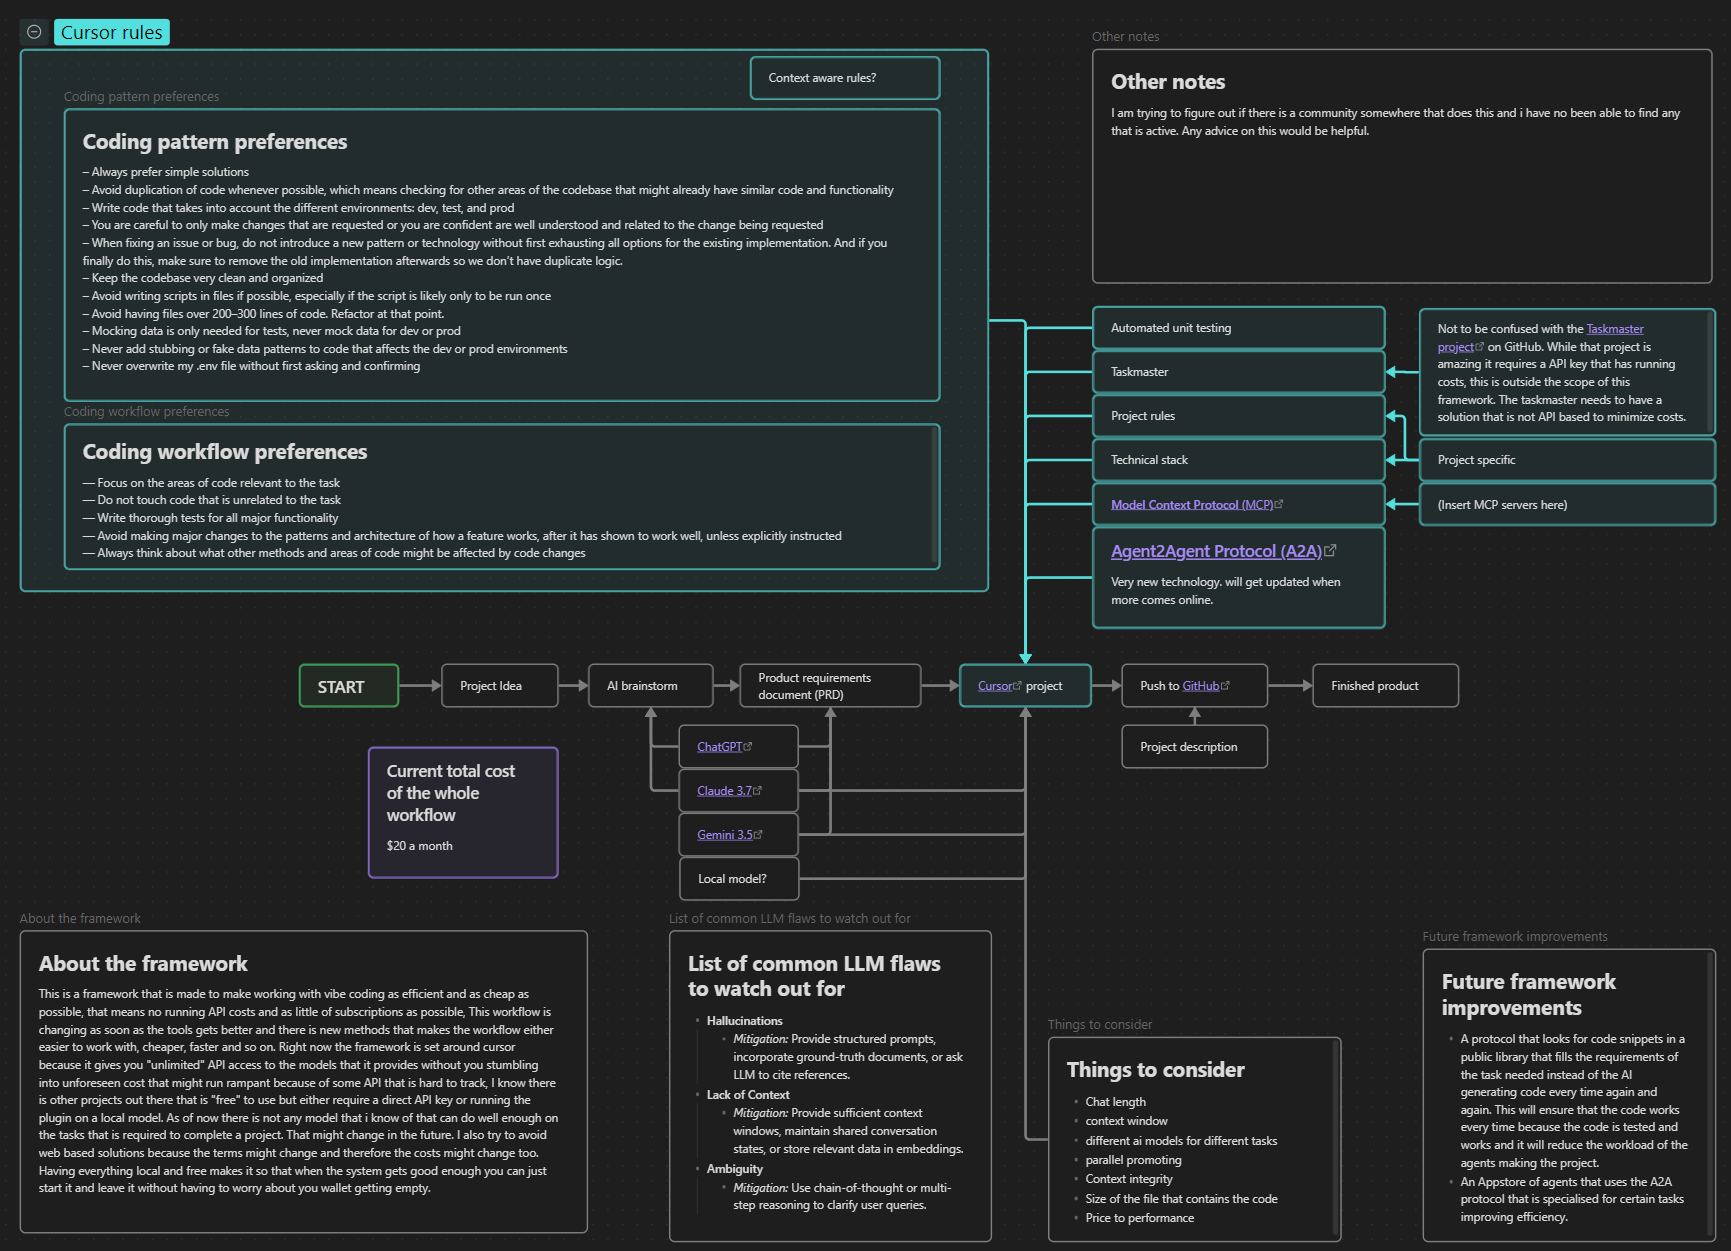 Cursor rules
Context aware rules?
Coding pattern preferences
Coding pattern preferences
– Always prefer simple solutions
– Avoid duplication of code whenever possible, which means checking for other areas of the codebase that might already have similar code and functionality
– Write code that takes into account the different environments: dev, test, and prod
– You are careful to only make changes that are requested or you are confident are well understood and related to the change being requested
– When fixing an issue or bug, do not introduce a new pattern or technology without first exhausting all options for the existing implementation. And if you
finally do this, make sure to remove the old implementation afterwards so we don’t have duplicate logic.
– Keep the codebase very clean and organized
– Avoid writing scripts in files if possible, especially if the script is likely only to be run once
– Avoid having files over 200–300 lines of code. Refactor at that point.
– Mocking data is only needed for tests, never mock data for dev or prod
– Never add stubbing or fake data patterns to code that affects the dev or prod environments
– Never overwrite my .env file without first asking and confirming
Coding workflow preferences
Coding workflow preferences
— Focus on the areas of code relevant to the task
— Do not touch code that is unrelated to the task
— Write thorough tests for all major functionality
— Avoid making major changes to the patterns and architecture of how a feature works, after it has shown to work well, unless explicitly instructed
— Always think about what other methods and areas of code might be affected by code changes
Other notes
Other notes
I am trying to figure out if there is a community somewhere that does this and i have no been able to find any
that is active. Any advice on this would be helpful.
Automated unit testing
Taskmaster
Project rules
Technical stack
Model Context Protocol (MCP)
Agent2Agent Protocol (A2A)
Very new technology. will get updated when
more comes online.
Not to be confused with the Taskmaster
project on GitHub. While that project is
amazing it requires a API key that has running
costs, this is outside the scope of this
framework. The taskmaster needs to have a
solution that is not API based to minimize costs.
Project specific
(Insert MCP servers here)
START
Project Idea
AI brainstorm
Product requirements
document (PRD)
Cursor project
Push to GitHub
Finished product
Project description
ChatGPT
Claude 3.7
Gemini 3.5
Local model?
Current total cost
of the whole
workflow
$20 a month
About the framework
About the framework
This is a framework that is made to make working with vibe coding as efficient and as cheap as
possible, that means no running API costs and as little of subscriptions as possible, This workflow is
changing as soon as the tools gets better and there is new methods that makes the workflow either
easier to work with, cheaper, faster and so on. Right now the framework is set around cursor
because it gives you "unlimited" API access to the models that it provides without you stumbling
into unforeseen cost that might run rampant because of some API that is hard to track, I know there
is other projects out there that is "free" to use but either require a direct API key or running the
plugin on a local model. As of now there is not any model that i know of that can do well enough on
the tasks that is required to complete a project. That might change in the future. I also try to avoid
web based solutions because the terms might change and therefore the costs might change too.
Having everything local and free makes it so that when the system gets good enough you can just
start it and leave it without having to worry about you wallet getting empty.
List of common LLM flaws to watch out for
List of common LLM flaws
to watch out for
• Hallucinations
• Mitigation: Provide structured prompts,
incorporate ground-truth documents, or ask
LLM to cite references.
• Lack of Context
• Mitigation: Provide sufficient context
windows, maintain shared conversation
states, or store relevant data in embeddings.
• Ambiguity
• Mitigation: Use chain-of-thought or multi-
step reasoning to clarify user queries.
Things to consider
Things to consider
• Chat length
• context window
• different ai models for different tasks
• parallel promoting
• Context integrity
• Size of the file that contains the code
• Price to performance
Future framework improvements
Future framework
improvements
• A protocol that looks for code snippets in a
public library that fills the requirements of
the task needed instead of the AI
generating code every time again and
again. This will ensure that the code works
every time because the code is tested and
works and it will reduce the workload of the
agents making the project.
• An Appstore of agents that uses the A2A
protocol that is specialised for certain tasks
improving efficiency.